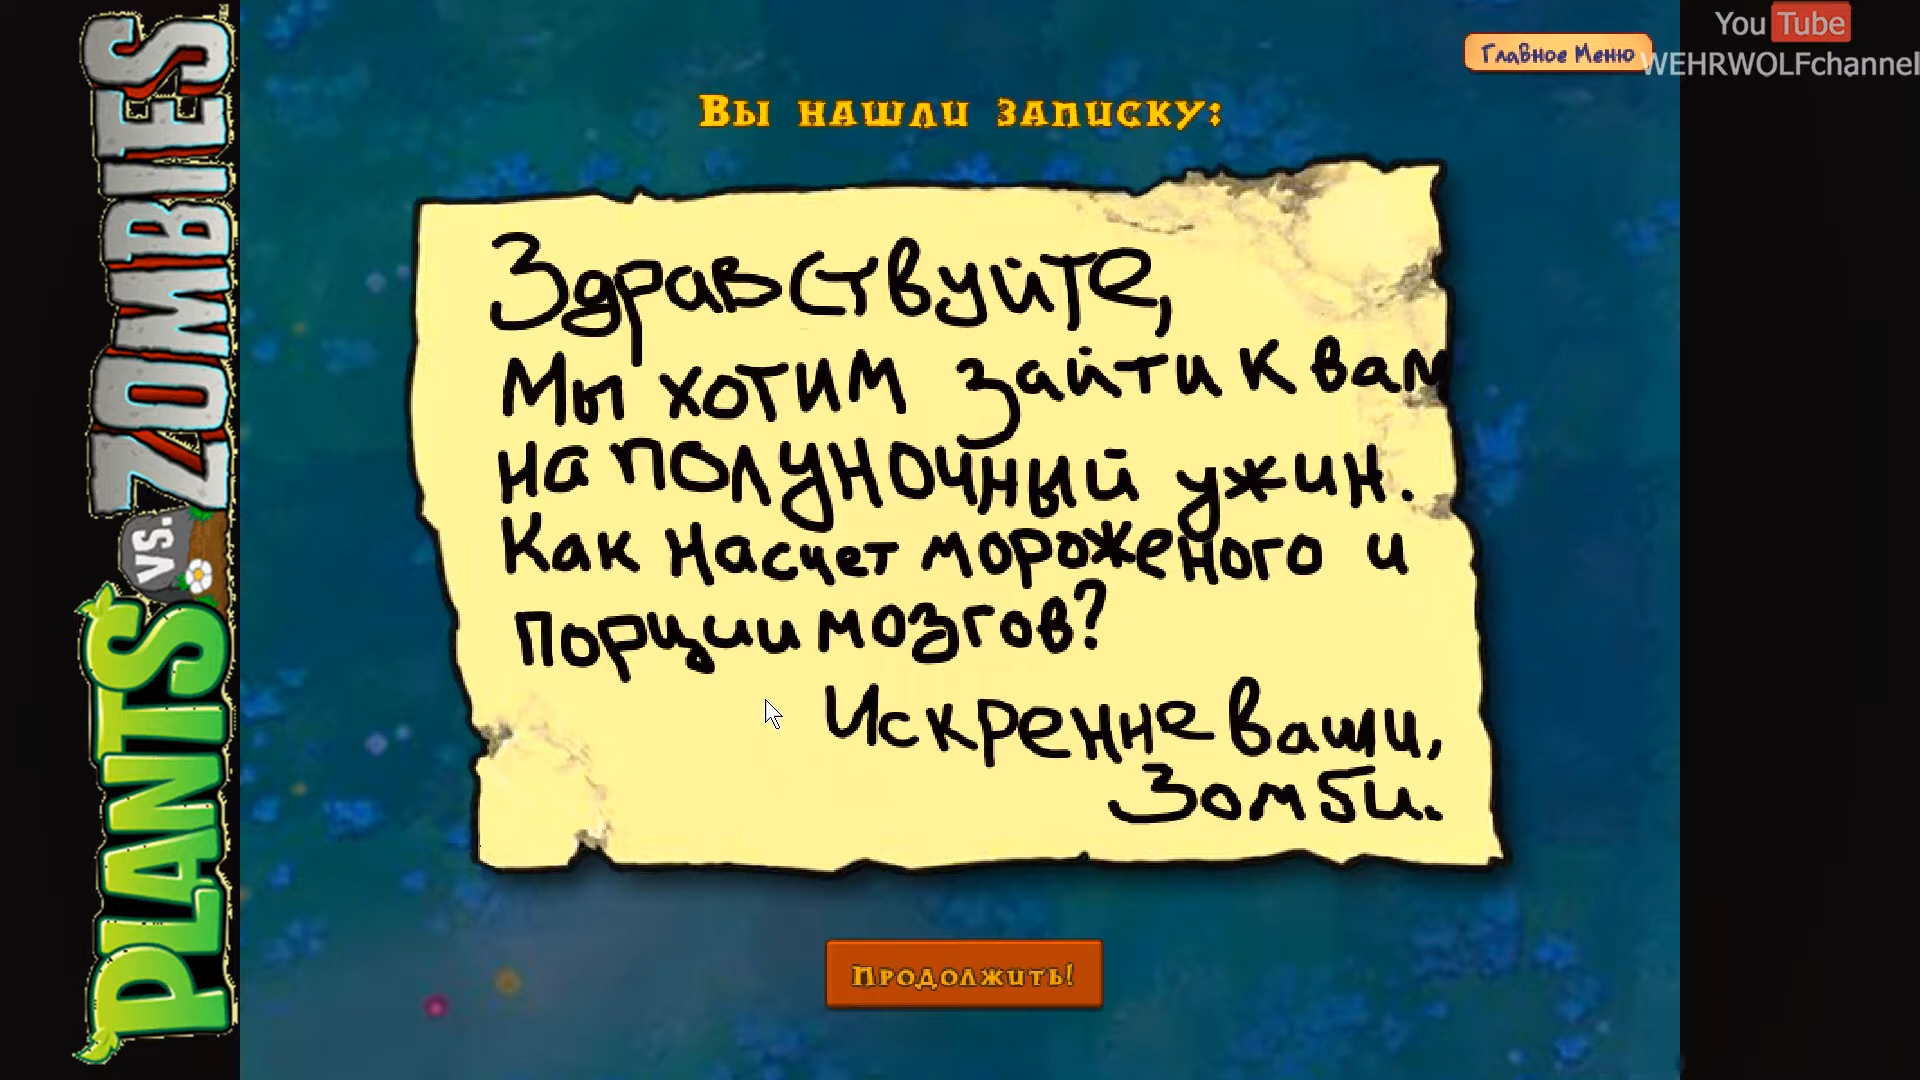 PLANTS VS. ZOMBIES
You Tube
WEHRWOLFchannel
Главное Меню
Вы нашли записку:
Здравствуйте,
Мы хотим зайти к вам
на полуночный ужин.
Как насчет мороженого и
порции мозгов?
Искренне ваши,
Зомби.
Продолжить!